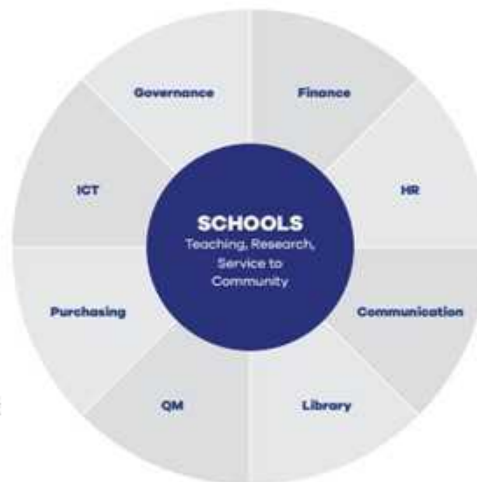 Governance
Finance
ICT
HR
SCHOOLS
Teaching, Research,
Service to
Community
Purchasing
Communication
QM
Library